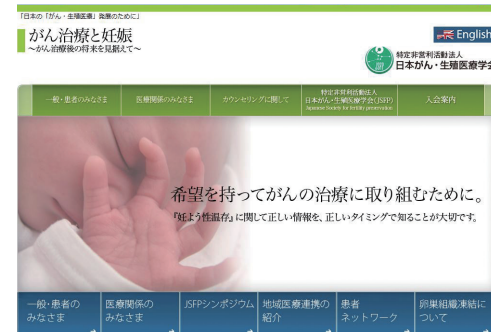 「日本の「がん・生殖医療」発展のために」
がん治療と妊娠
〜がん治療後の将来を見据えて〜
English
特定非営利活動法人
日本がん・生殖医療学会
一般・患者のみなさま
医療関係のみなさま
カウンセリングに関して
特定非営利活動法人
日本がん・生殖医療学会(JSFP)
Japanese Society for fertility preservation
入会案内
希望を持ってがんの治療に取り組むために。
『妊よう性温存』に関して正しい情報を、正しいタイミングで知ることが大切です。
一般・患者の
みなさま
医療関係の
みなさま
JSFPシンポジウム
地域医療連携の
紹介
患者
ネットワーク
卵巣組織凍結に
ついて